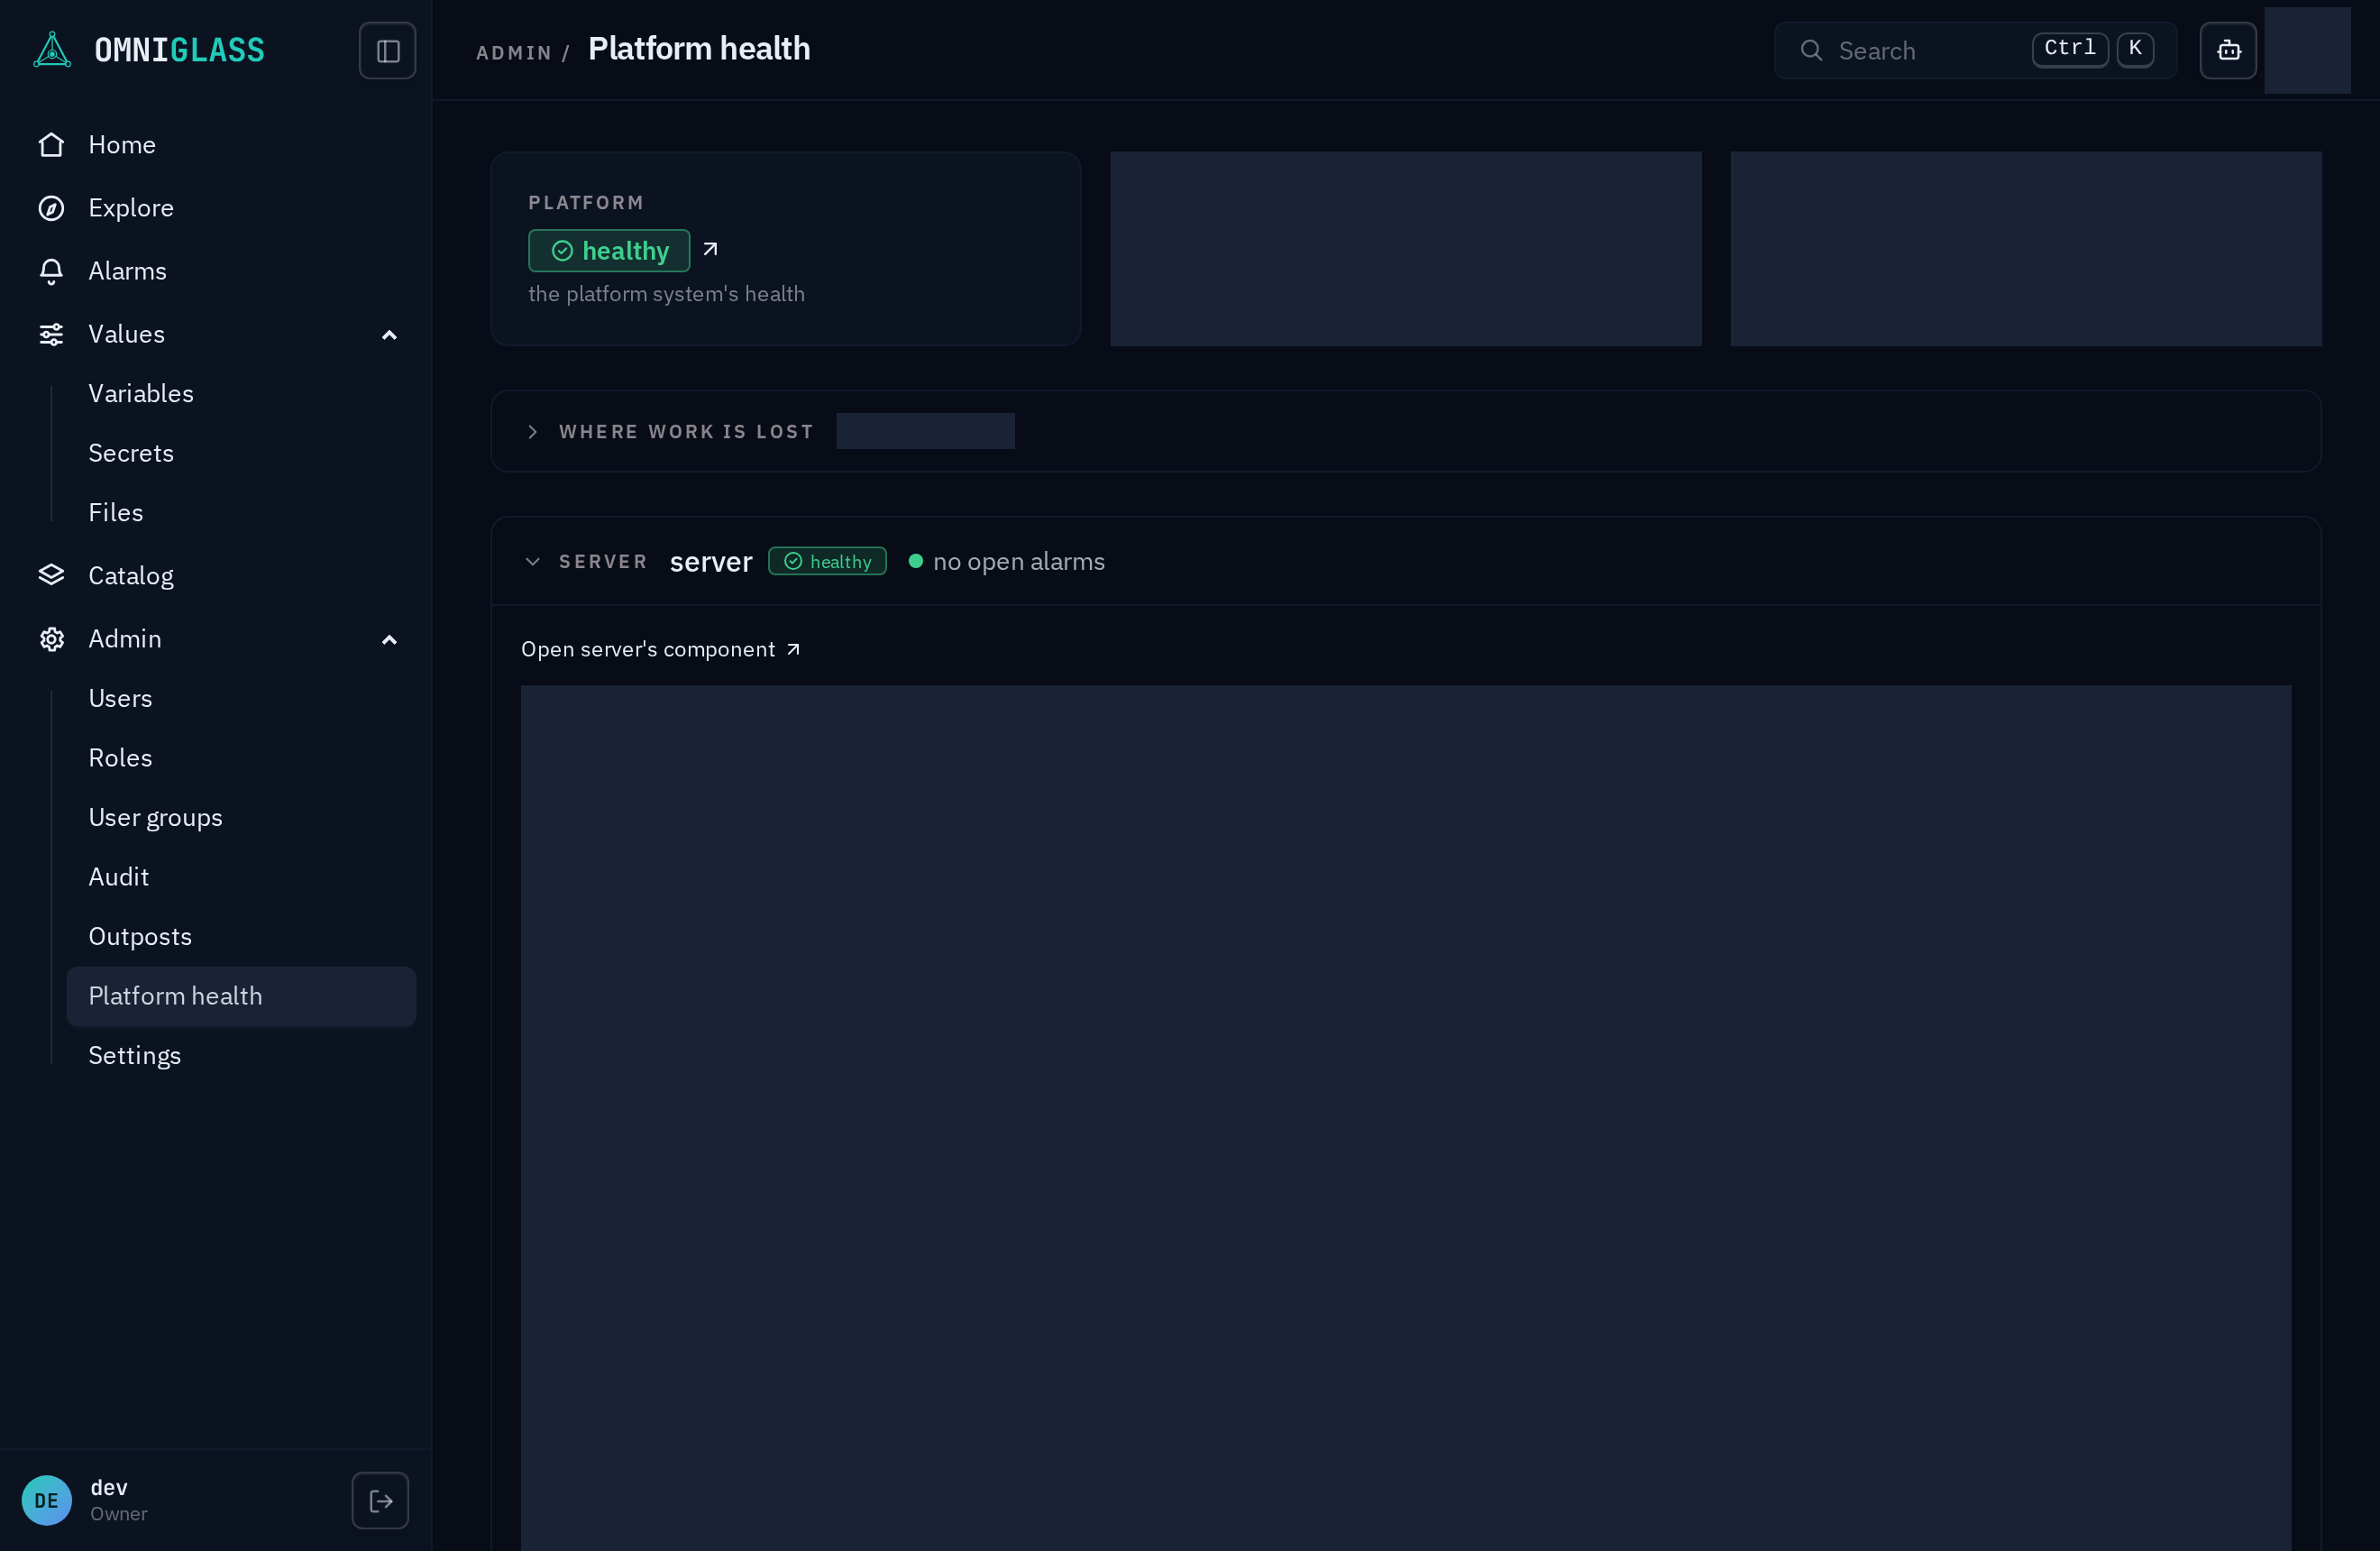 OMNIGLASS
ADMIN / Platform health
Search Ctrl K
Home
Explore
Alarms
Values
Variables
Secrets
Files
Catalog
Admin
Users
Roles
User groups
Audit
Outposts
Platform health
Settings
DE dev
Owner
PLATFORM
healthy
the platform system's health
WHERE WORK IS LOST
SERVER server healthy no open alarms
Open server's component